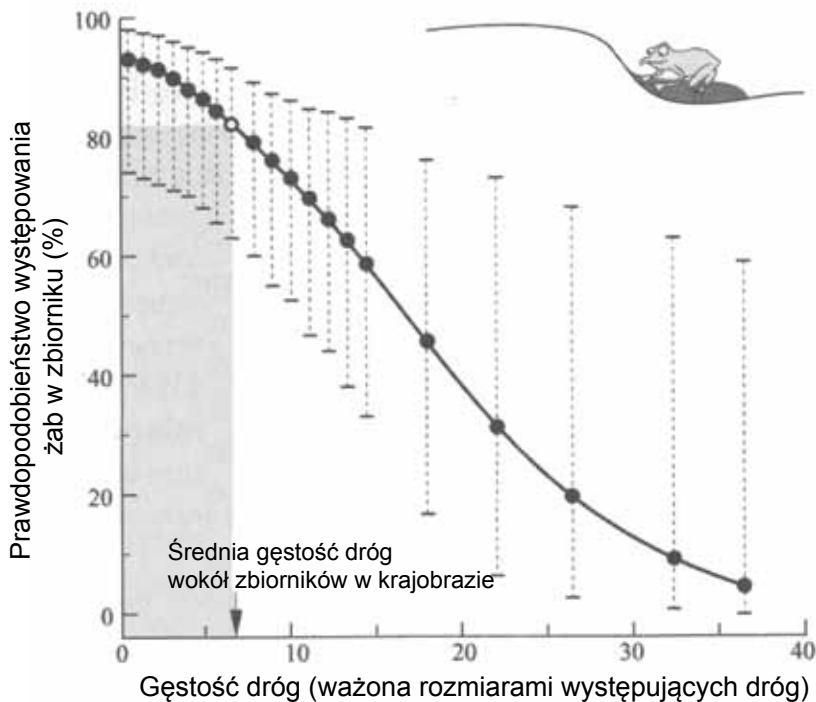 Prawdopodobieństwo występowania
żab w zbiorniku (%)
100
80
60
40
20
0
Średnia gęstość dróg
wokół zbiorników w krajobrazie
0 10 20 30 40
Gęstość dróg (ważona rozmiarami występujących dróg)